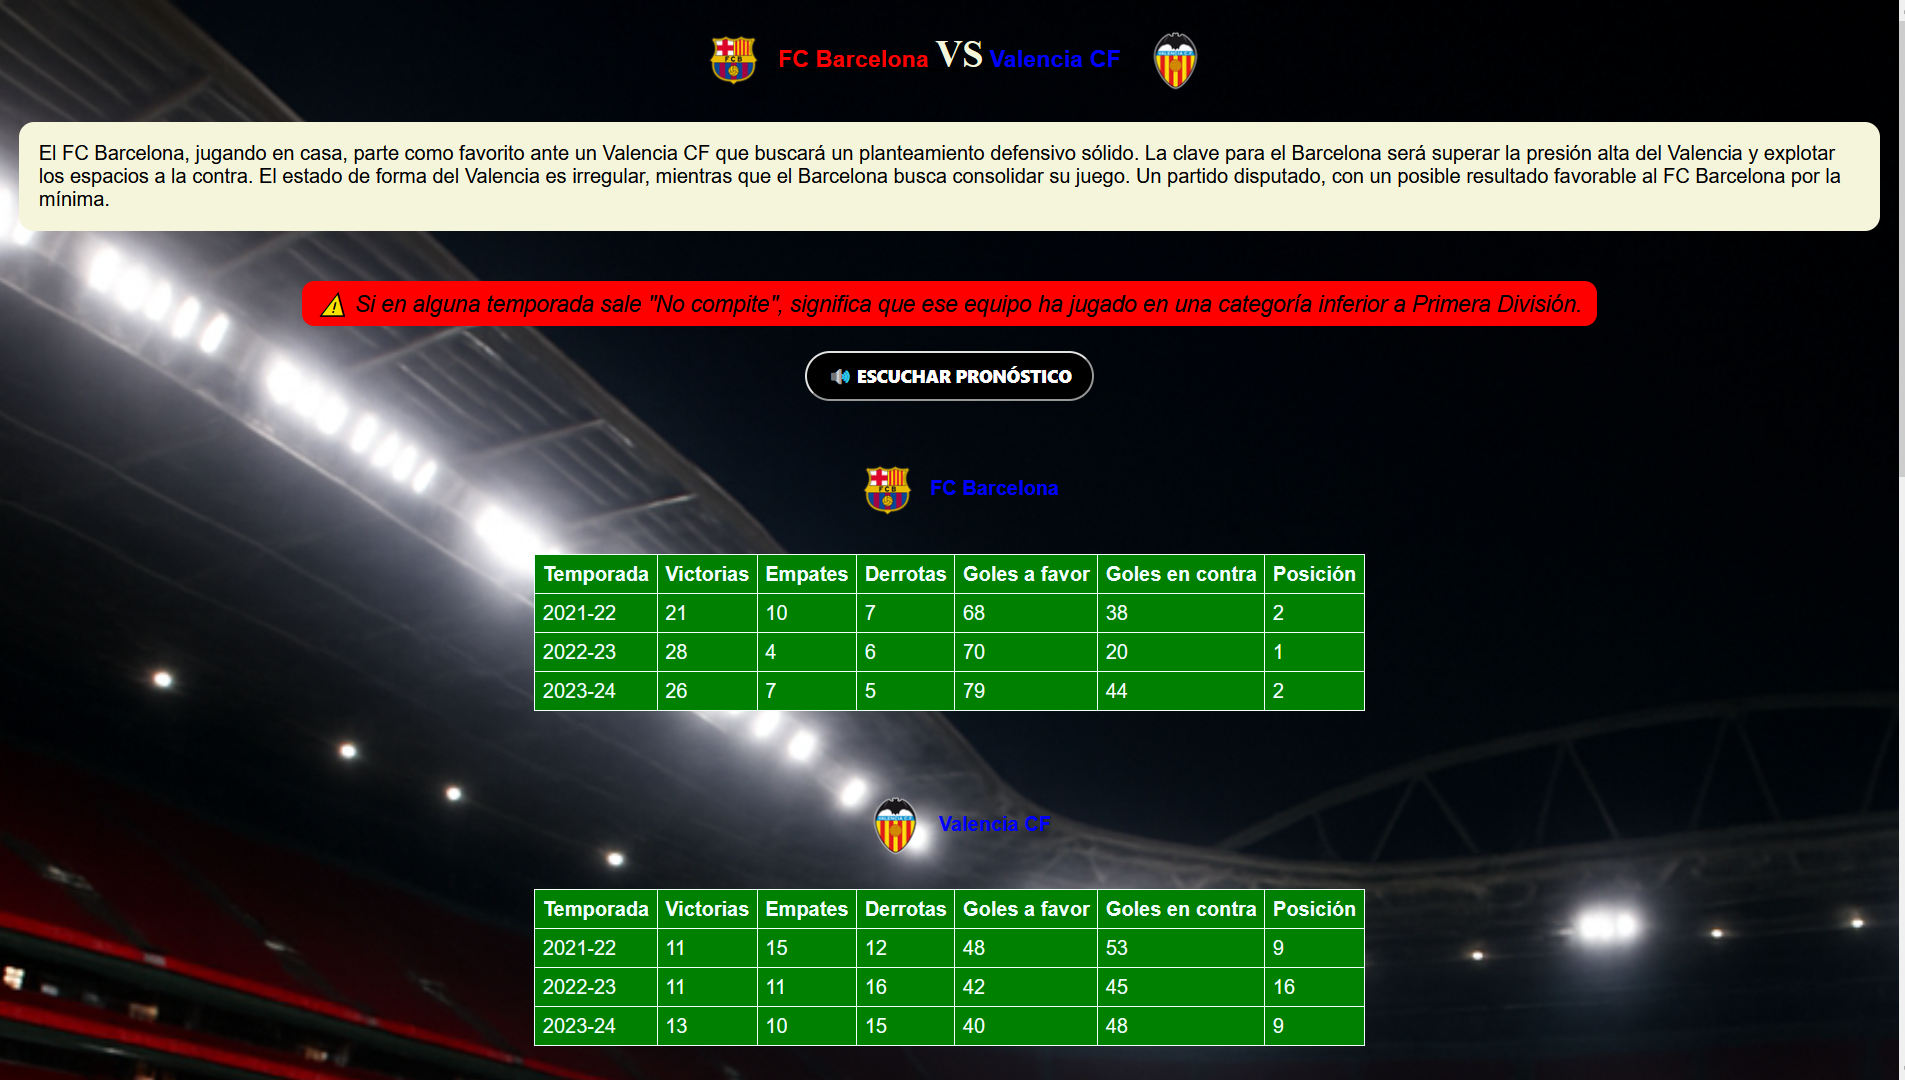 FC Barcelona VS Valencia CF
El FC Barcelona, jugando en casa, parte como favorito ante un Valencia CF que buscará un planteamiento defensivo sólido. La clave para el Barcelona será superar la presión alta del Valencia y explotar
los espacios a la contra. El estado de forma del Valencia es irregular, mientras que el Barcelona busca consolidar su juego. Un partido disputado, con un posible resultado favorable al FC Barcelona por la
mínima.
⚠️ Si en alguna temporada sale "No compite", significa que ese equipo ha jugado en una categoría inferior a Primera División.
🔊 ESCUCHAR PRONÓSTICO
FCB FC Barcelona
Temporada Victorias Empates Derrotas Goles a favor Goles en contra Posición
2021-22 21 10 7 68 38 2
2022-23 28 4 6 70 20 1
2023-24 26 7 5 79 44 2
Valencia CF
Temporada Victorias Empates Derrotas Goles a favor Goles en contra Posición
2021-22 11 15 12 48 53 9
2022-23 11 11 16 42 45 16
2023-24 13 10 15 40 48 9